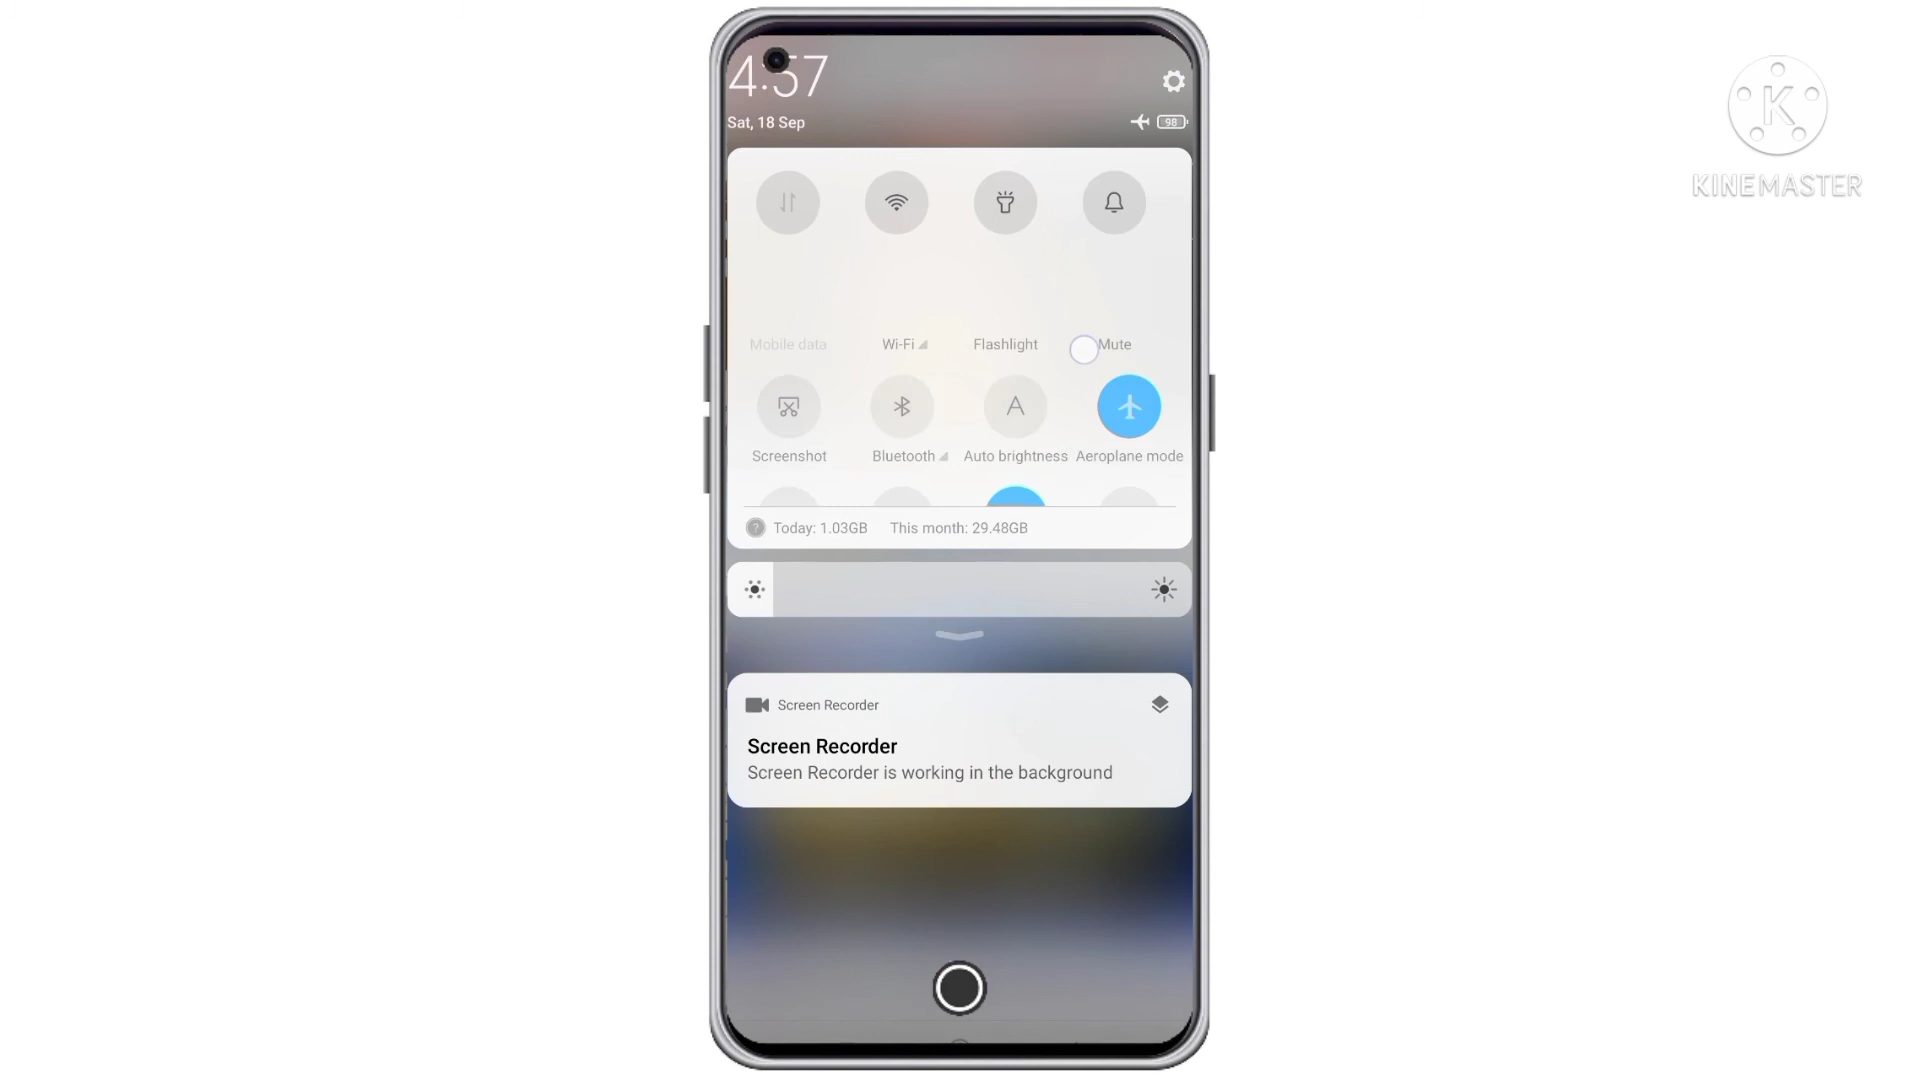 4:57
Sat, 18 Sep
98
K
KINEMASTER
Mobile data
Wi-Fi
Flashlight
Mute
A
Screenshot
Bluetooth
Auto brightness
Aeroplane mode
? Today: 1.03GB This month: 29.48GB
Screen Recorder
Screen Recorder
Screen Recorder is working in the background